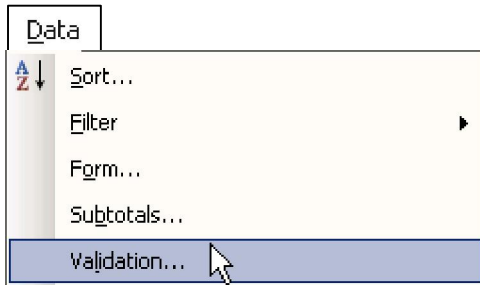 Data
A
Z
Sort...
Filter
Form...
Subtotals...
Validation...